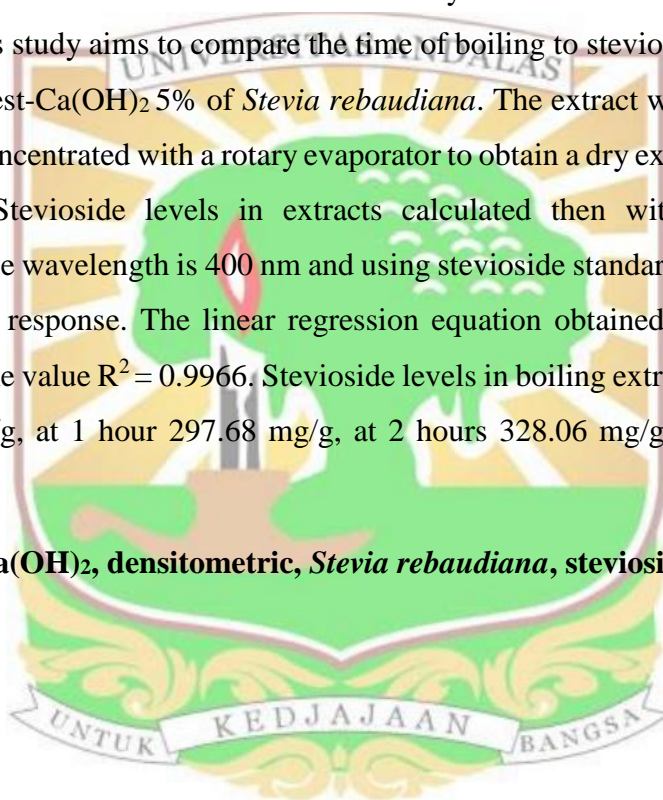 s study aims to compare the time of boiling to stevio
UNIVERSITAS ANDALAS
est-Ca(OH)₂ 5% of Stevia rebaudiana. The extract w
oncentrated with a rotary evaporator to obtain a dry ex
Stevioside levels in extracts calculated then wit
e wavelength is 400 nm and using stevioside standar
response. The linear regression equation obtained
e value R² = 0.9966. Stevioside levels in boiling extr
/g, at 1 hour 297.68 mg/g, at 2 hours 328.06 mg/g
a(OH)₂, densitometric, Stevia rebaudiana, steviosi
UNTUK KEDJAJAAN BANGSA